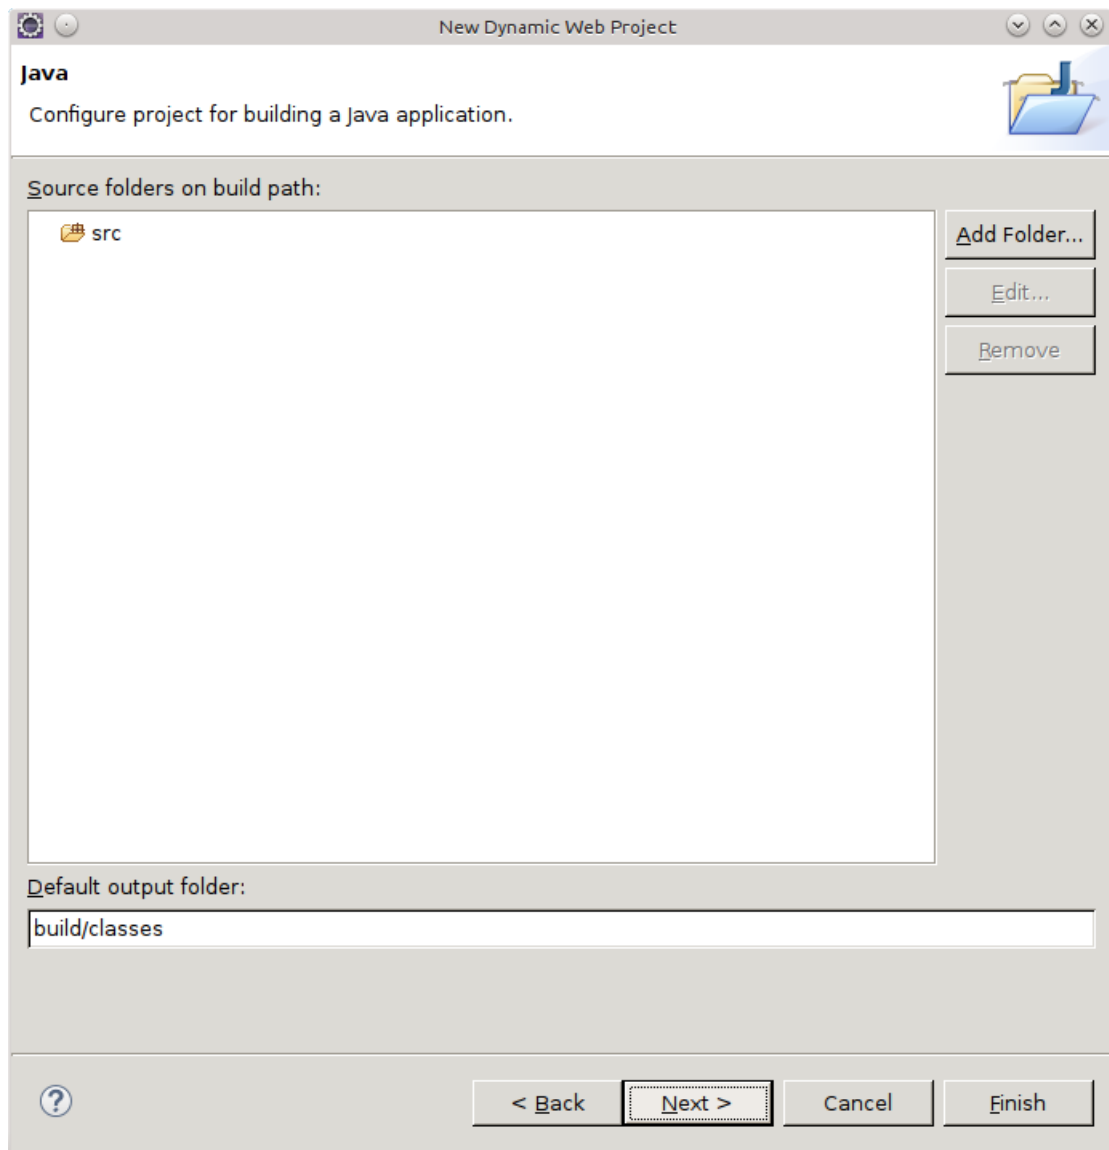 New Dynamic Web Project
Java
Configure project for building a Java application.
Source folders on build path:
src
Add Folder...
Edit...
Remove
Default output folder:
build/classes
?
< Back
Next >
Cancel
Finish